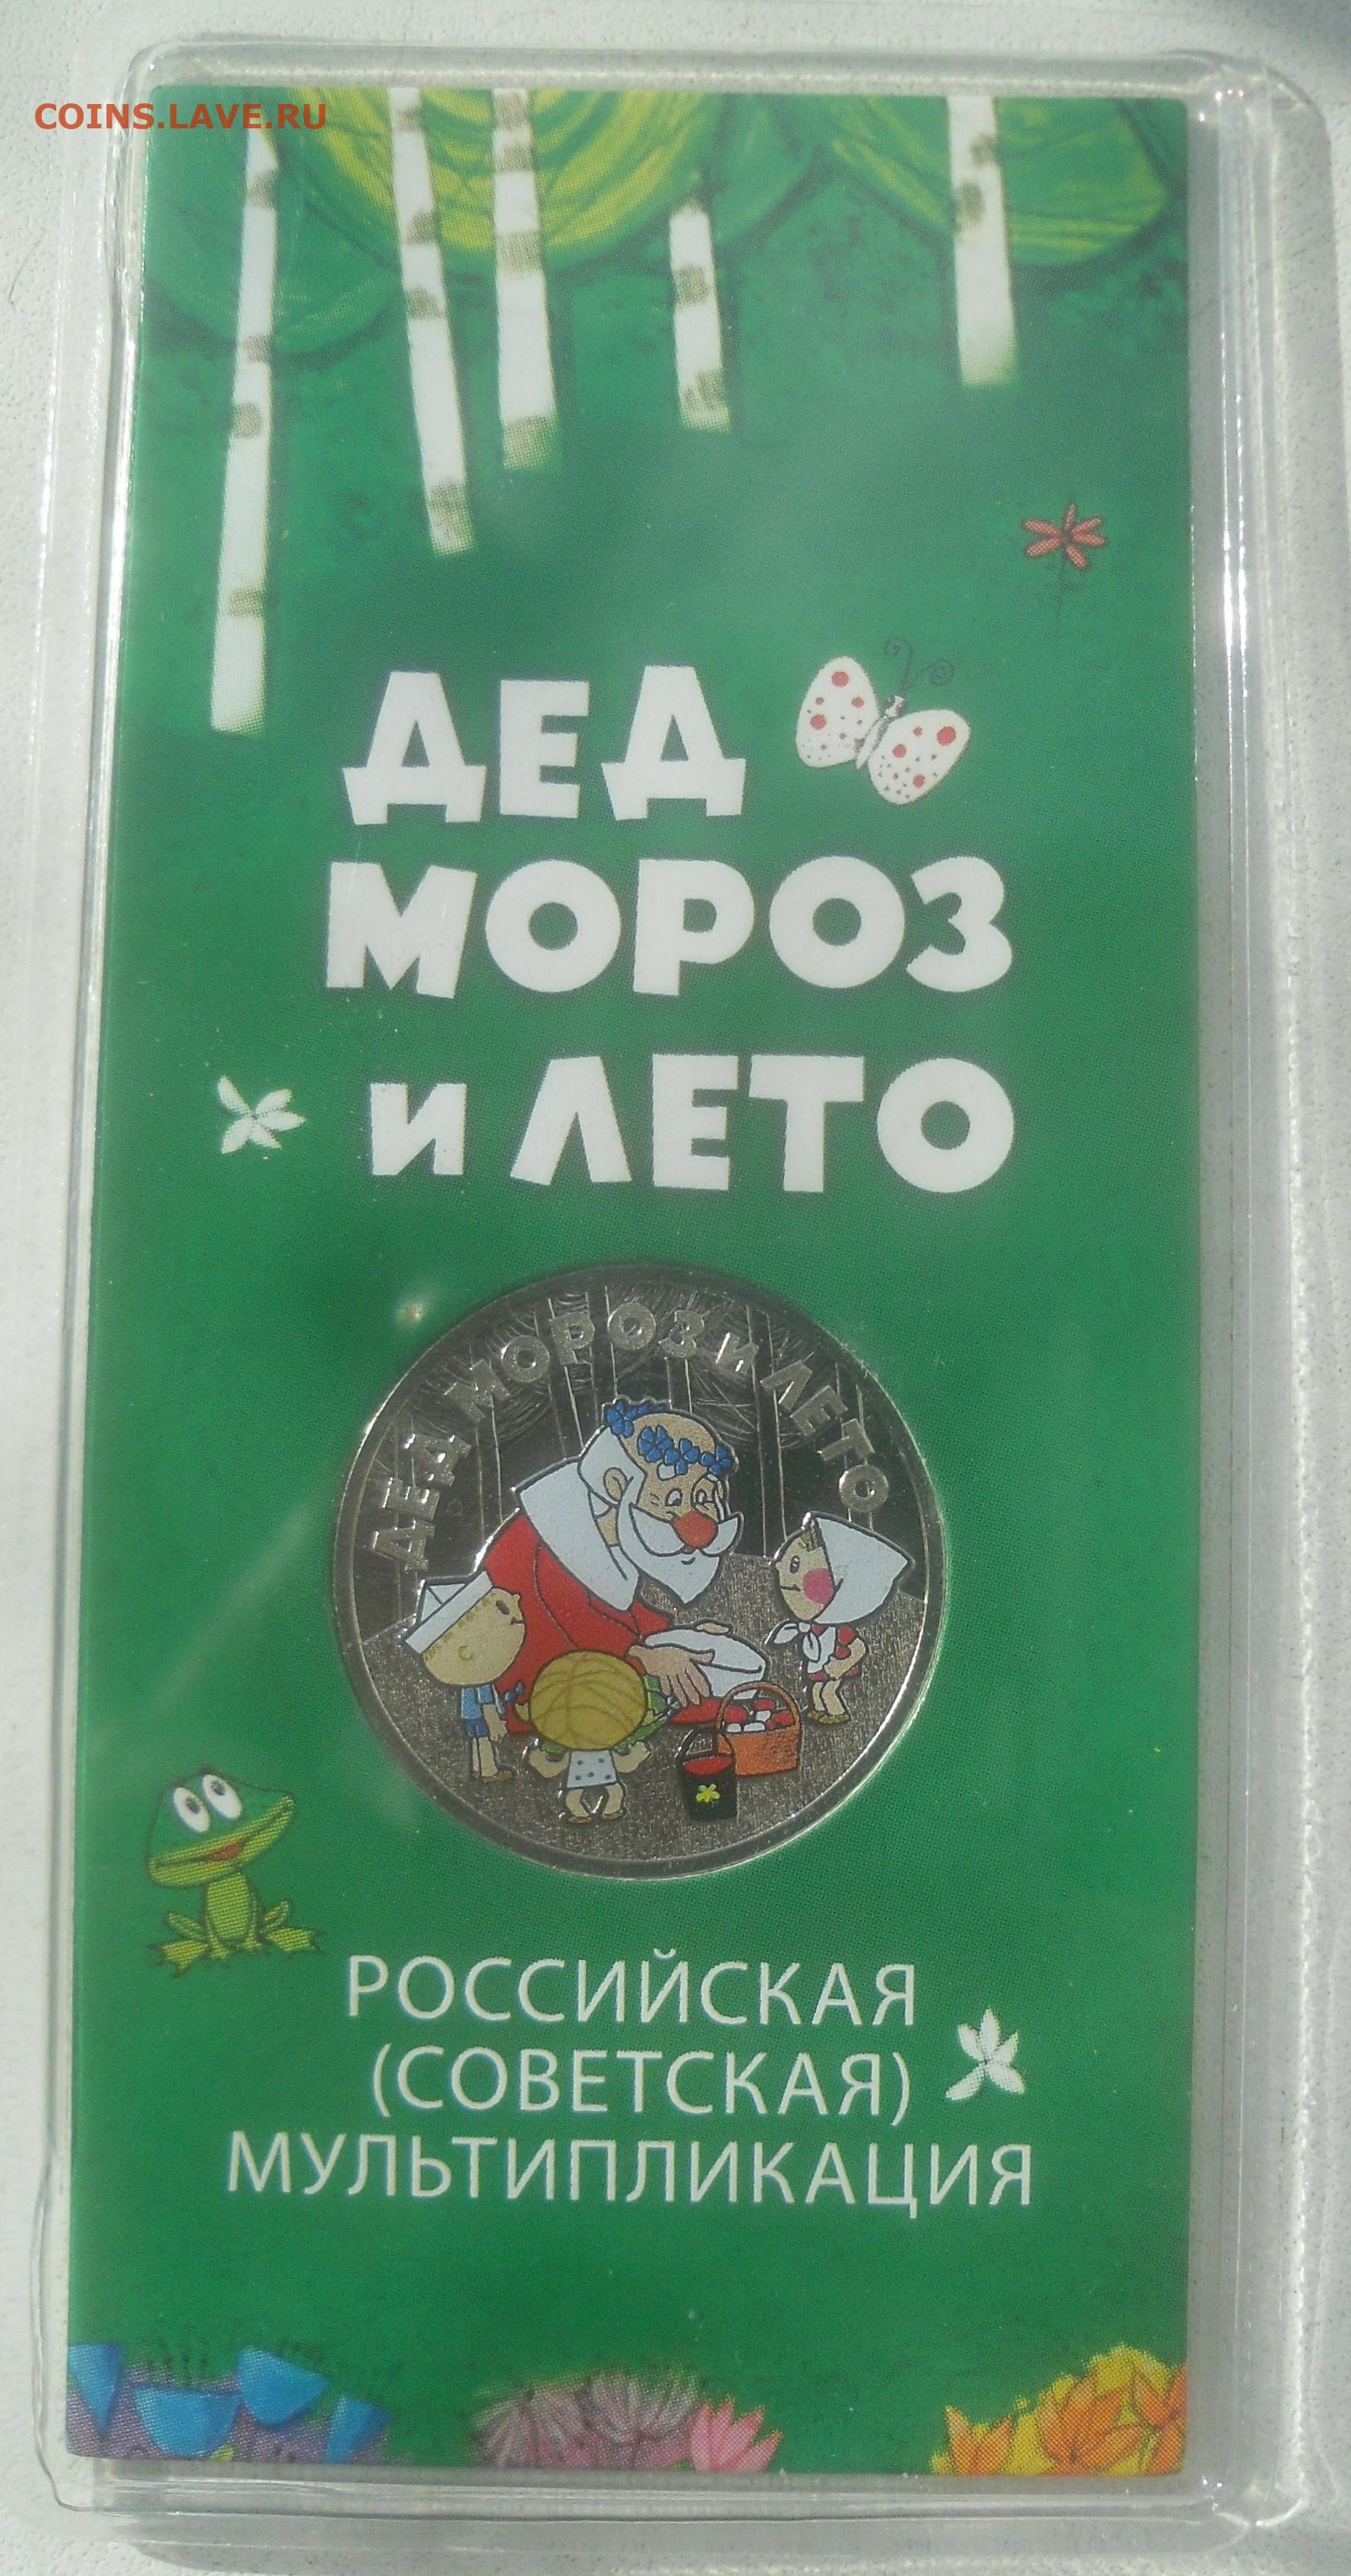 COINS.LAVE.RU
ДЕД
МОРОЗ
и ЛЕТО
ДЕД МОРОЗ И ЛЕТО
РОССИЙСКАЯ
(СОВЕТСКАЯ)
МУЛЬТИПЛИКАЦИЯ